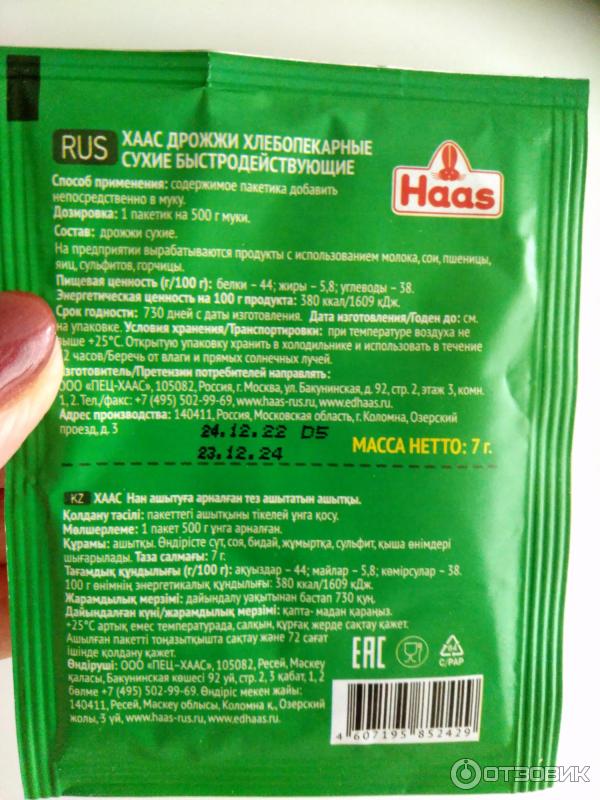 RUS ХААС ДРОЖЖИ ХЛЕБОПЕКАРНЫЕ
СУХИЕ БЫСТРОДЕЙСТВУЮЩИЕ
Haas
Способ применения: содержимое пакетика добавить
непосредственно в муку.
Дозировка: 1 пакетик на 500 г муки.
Состав: дрожжи сухие.
На предприятии вырабатываются продукты с использованием молока, сои, пшеницы,
яиц, сульфитов, горчицы.
Пищевая ценность (г/100 г): белки – 44; жиры – 5,8; углеводы – 38.
Энергетическая ценность на 100 г продукта: 380 ккал/1609 кДж.
Срок годности: 730 дней с даты изготовления. Дата изготовления/Годен до: см.
на упаковке. Условия хранения/Транспортировки: при температуре воздуха не
выше +25°С. Открытую упаковку хранить в холодильнике и использовать в течение
2 часов/Беречь от влаги и прямых солнечных лучей.
Изготовитель/Претензии потребителей направлять:
ООО «ПЕЦ-ХААС», 105082, Россия, г. Москва, ул. Бакунинская, д. 92, стр. 2, этаж 3, комн.
1, 2. Тел./факс: +7 (495) 502-99-69, www.haas-rus.ru, www.edhaas.ru.
Адрес производства: 140411, Россия, Московская область, г. Коломна, Озерский
проезд, д. 3
24.12.22 D5
23.12.24
МАССА НЕТТО: 7 г.
KZ ХААС Нан ашытуға арналған тез ашытатын ашытқы.
Қолдану тәсілі: пакеттегі ашытқыны тікелей ұнға қосу.
Мөлшерлеме: 1 пакет 500 г ұнға арналған.
Құрамы: ашытқы. Өндірісте сүт, соя, бидай, жұмыртқа, сульфит, қыша өнімдері
шығарылады. Таза салмағы: 7 г.
Тағамдық құндылығы (г/100 г): ақуыздар – 44; майлар – 5,8; көмірсулар – 38.
100 г өнімнің энергетикалық құндылығы: 380 ккал/1609 кДж.
Жарамдылық мерзімі: дайындалу уақытынан бастап 730 күн.
Дайындалған күні/жарамдылық мерзімі: қапта- мадан қараңыз.
+25°С артық емес температурада, салқын, құрғақ жерде сақтау қажет.
Ашылған пакетті тоңазытқышта сақтау және 72 сағат
ішінде қолдану қажет.
Өндіруші: ООО «ПЕЦ–ХААС», 105082, Ресей, Маскеу
қаласы, Бакунинская көшесі 92 үй, стр. 2, 3 қабат, 1, 2
бөлме +7 (495) 502-99-69. Өндіріс мекен жайы:
140411, Ресей, Маскеу облысы, Коломна қ., Озерский
жолы, 3 үй, www.haas-rus.ru, www.edhaas.ru.
EAC
84
C/PAP
4 607195 852429
ОТЗОВИК